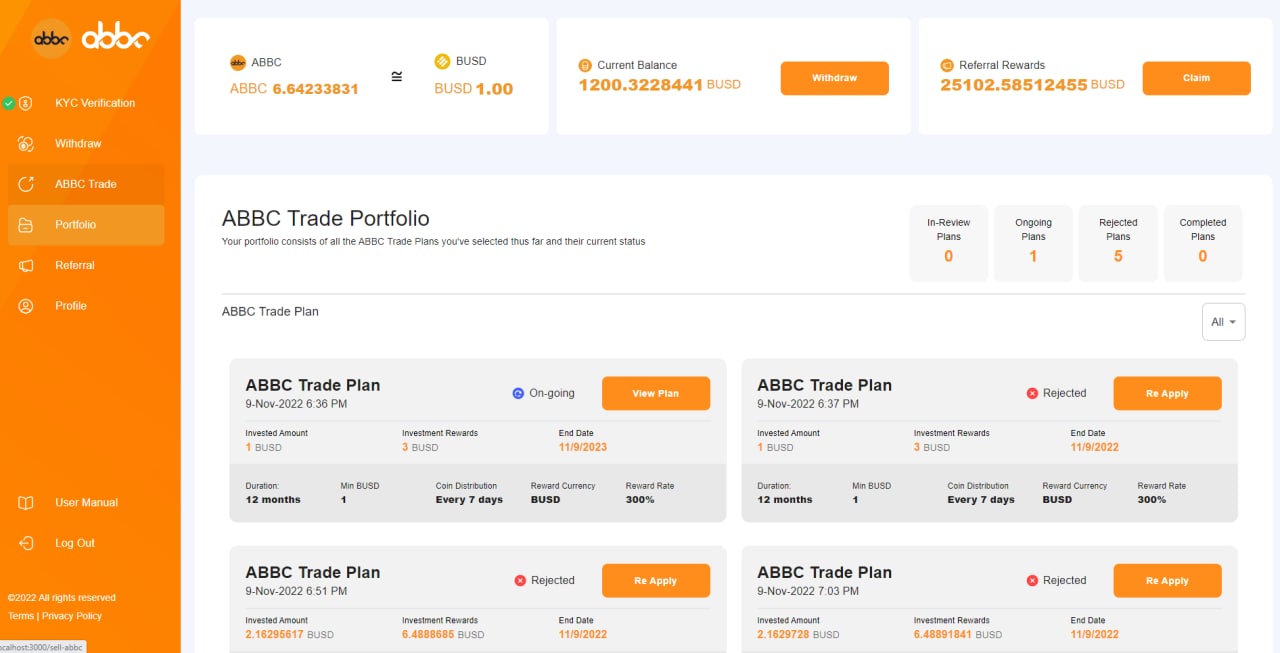 abbc abbc
KYC Verification
Withdraw
ABBC Trade
Portfolio
Referral
Profile
User Manual
Log Out
©2022 All rights reserved
Terms | Privacy Policy
ocalhost:3000/sell-abbc
abbc ABBC
ABBC 6.64233831
≅
BUSD
BUSD 1.00
Current Balance
1200.3228441 BUSD
Withdraw
Referral Rewards
25102.58512455 BUSD
Claim
ABBC Trade Portfolio
Your portfolio consists of all the ABBC Trade Plans you've selected thus far and their current status
In-Review
Plans
0
Ongoing
Plans
1
Rejected
Plans
5
Completed
Plans
0
ABBC Trade Plan
All
ABBC Trade Plan
9-Nov-2022 6:36 PM
On-going
View Plan
Invested Amount
1 BUSD
Investment Rewards
3 BUSD
End Date
11/9/2023
Duration:
12 months
Min BUSD
1
Coin Distribution
Every 7 days
Reward Currency
BUSD
Reward Rate
300%
ABBC Trade Plan
9-Nov-2022 6:37 PM
Rejected
Re Apply
Invested Amount
1 BUSD
Investment Rewards
3 BUSD
End Date
11/9/2022
Duration:
12 months
Min BUSD
1
Coin Distribution
Every 7 days
Reward Currency
BUSD
Reward Rate
300%
ABBC Trade Plan
9-Nov-2022 6:51 PM
Rejected
Re Apply
Invested Amount
2.16295617 BUSD
Investment Rewards
6.4888685 BUSD
End Date
11/9/2022
ABBC Trade Plan
9-Nov-2022 7:03 PM
Rejected
Re Apply
Invested Amount
2.1629728 BUSD
Investment Rewards
6.48891841 BUSD
End Date
11/9/2022